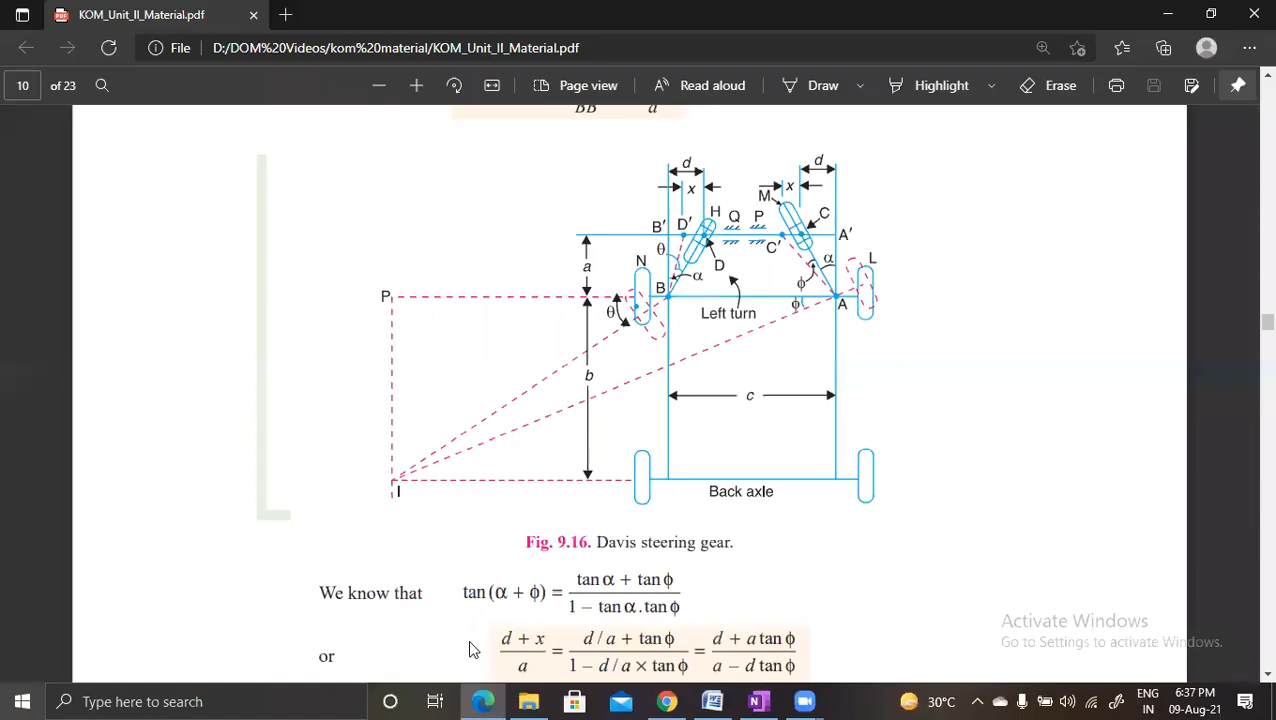 KOM_Unit_II_Material.pdf
File D:/DOM%20Videos/kom%20material/KOM_Unit_II_Material.pdf
10 of 23 Page view Read aloud Draw Highlight Erase
BB a
d d
x x
M
H Q P C
B′ D′ A′
θ C′
a N α D ϕ α L
P B A
θ Left turn ϕ
b
c
I Back axle
Fig. 9.16. Davis steering gear.
We know that tan (α + ϕ) = tan α + tan ϕ / 1 – tan α . tan ϕ
or d + x / a = d / a + tan ϕ / 1 – d / a × tan ϕ = d + a tan ϕ / a – d tan ϕ
Activate Windows
Go to Settings to activate Windows.
Type here to search
30°C
ENG
IN
6:37 PM
09-Aug-21